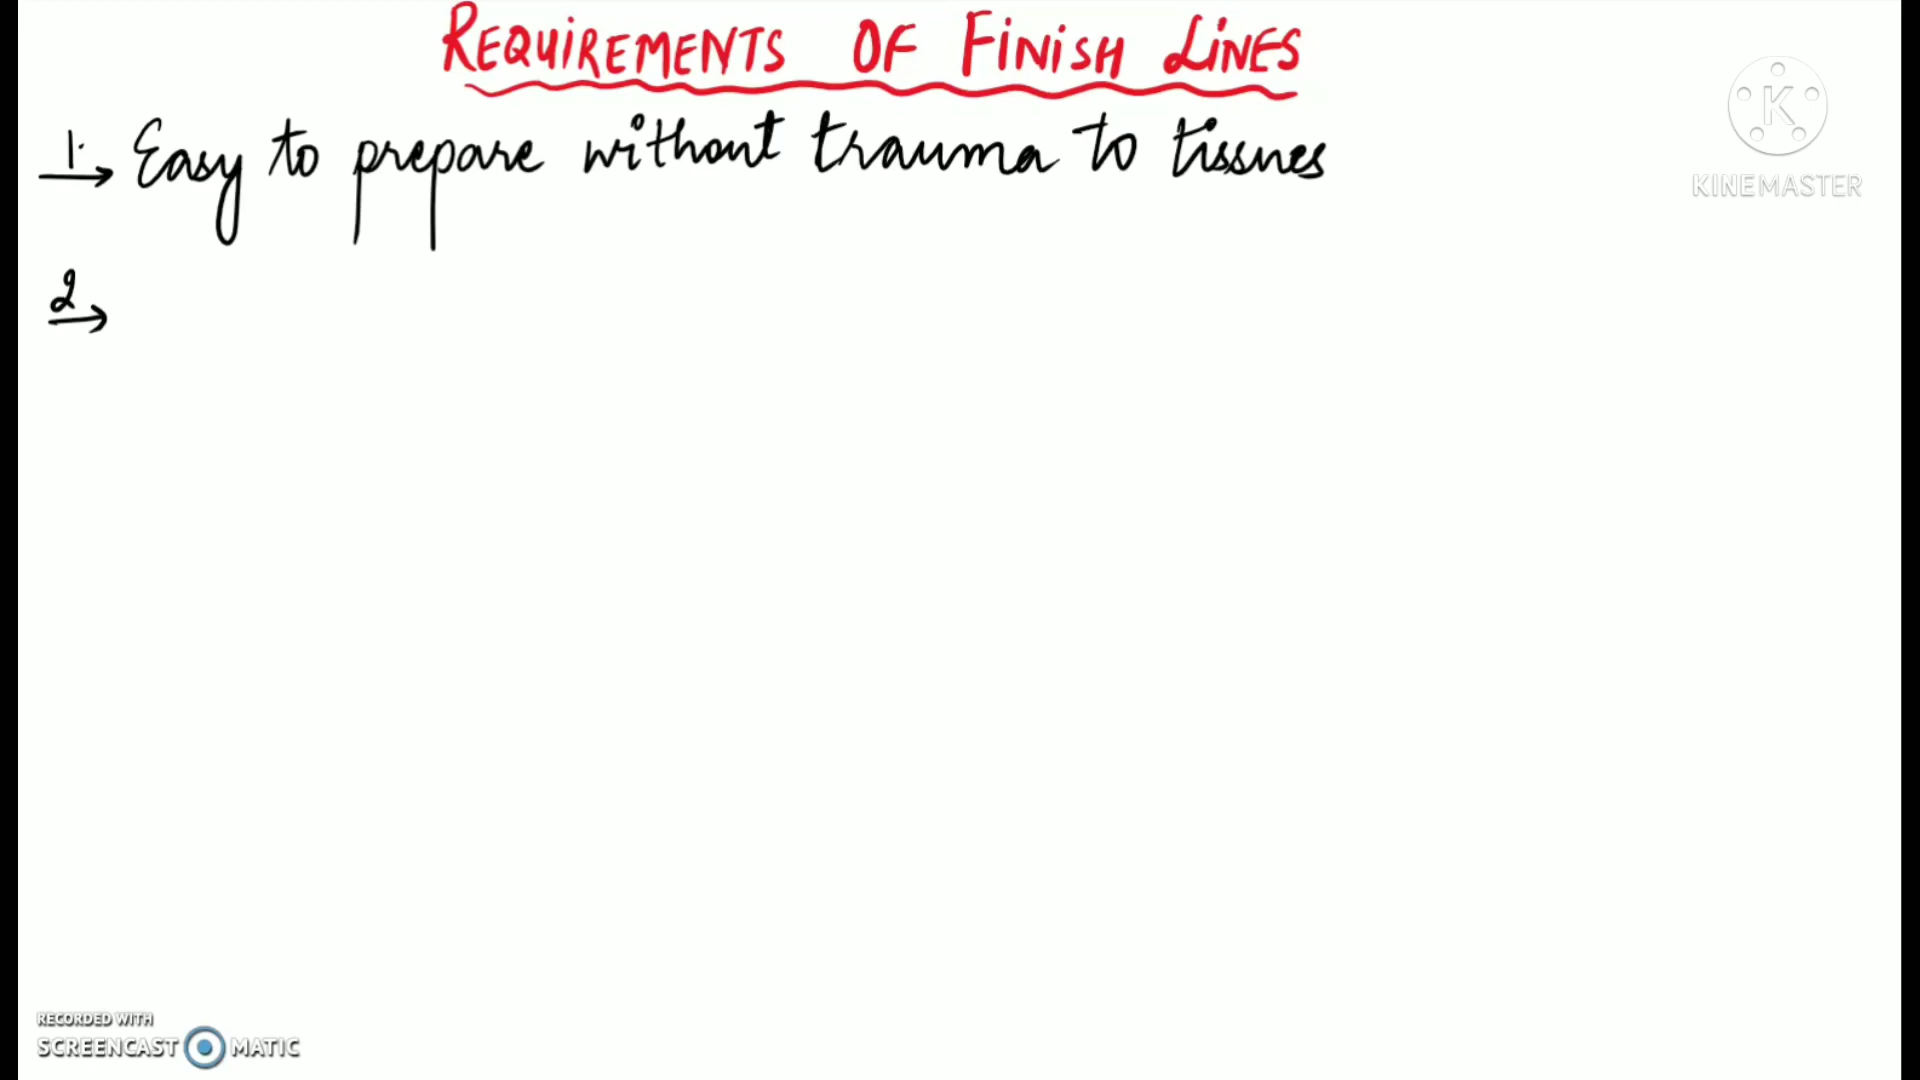 REQUIREMENTS OF FINISH LINES
1. Easy to prepare without trauma to tissues
2
K
KINEMASTER
RECORDED WITH
SCREENCAST MATIC